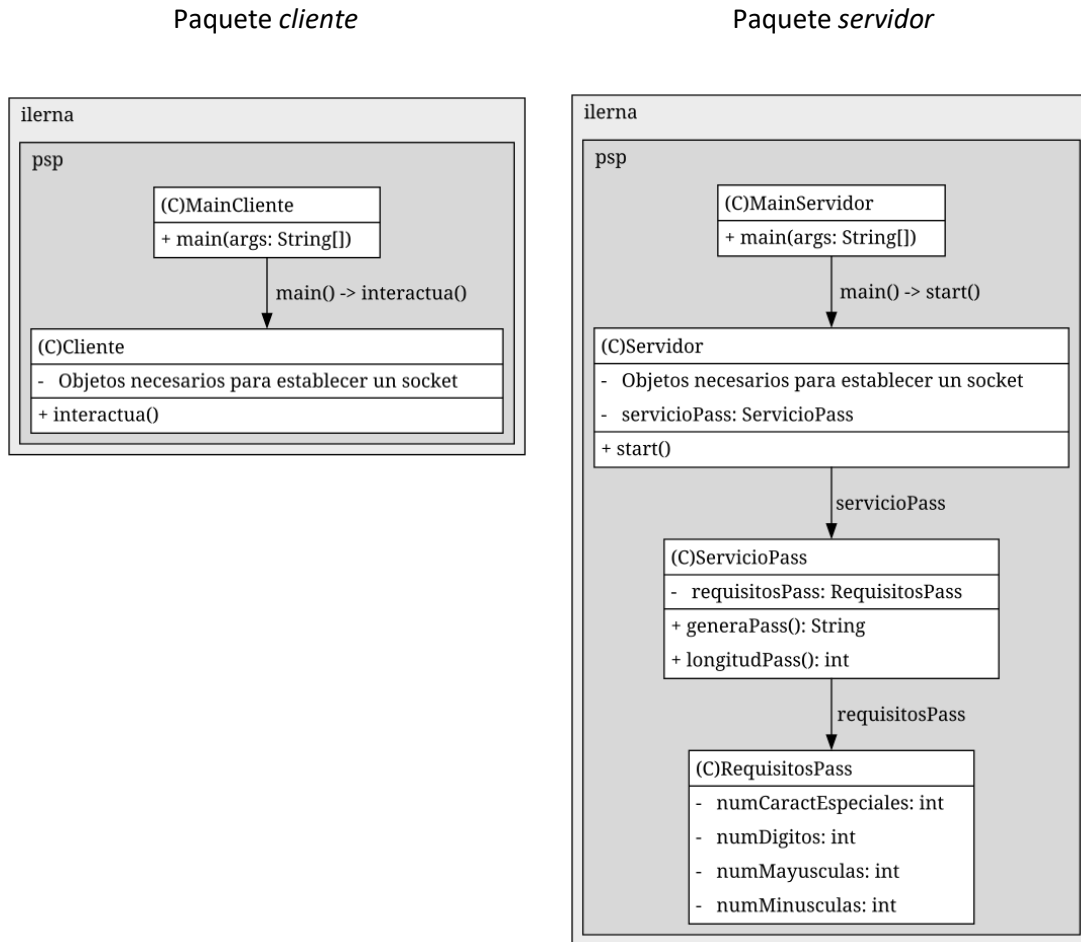 Paquete cliente
ilerna
psp
(C)MainCliente
+ main(args: String[])
main() -> interactua()
(C)Cliente
- Objetos necesarios para establecer un socket
+ interactua()
Paquete servidor
ilerna
psp
(C)MainServidor
+ main(args: String[])
main() -> start()
(C)Servidor
- Objetos necesarios para establecer un socket
- servicioPass: ServicioPass
+ start()
servicioPass
(C)ServicioPass
- requisitosPass: RequisitosPass
+ generaPass(): String
+ longitudPass(): int
requisitosPass
(C)RequisitosPass
- numCaractEspeciales: int
- numDigitos: int
- numMayusculas: int
- numMinusculas: int